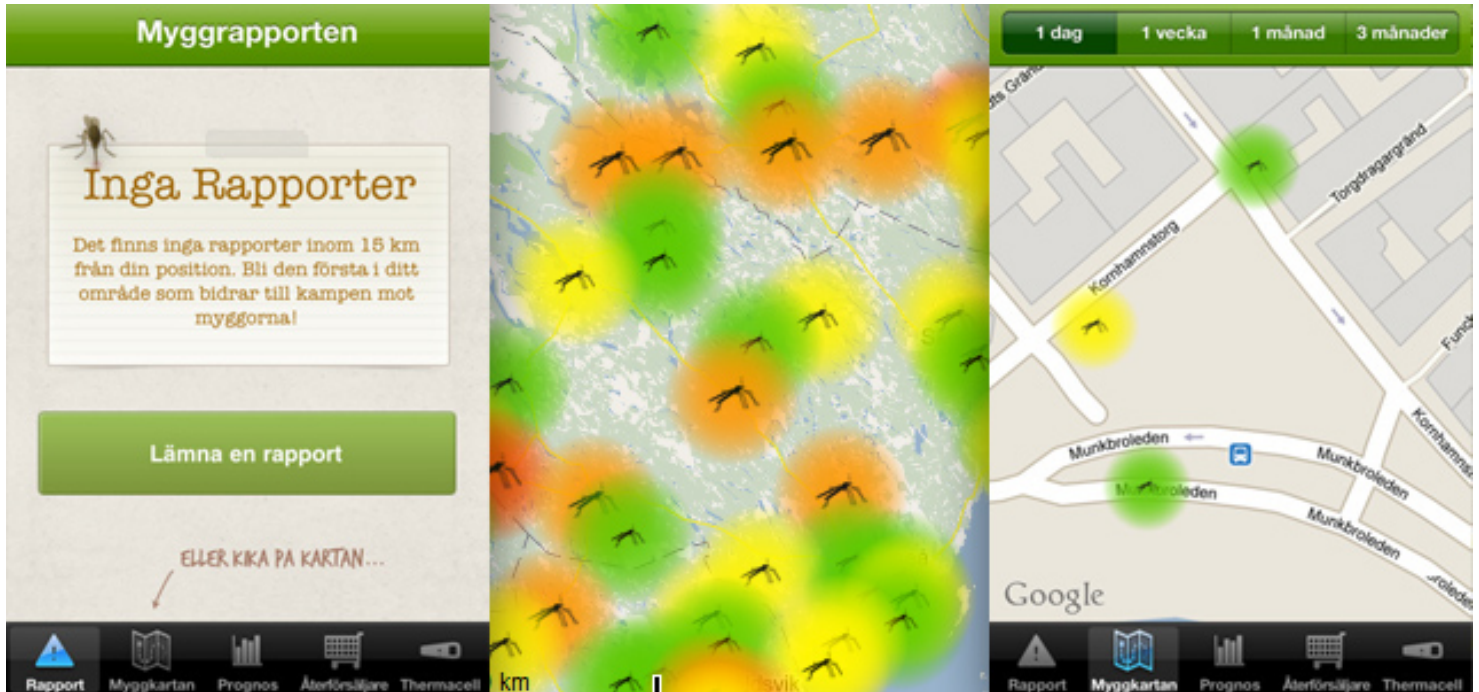 Myggrapporten
Inga Rapporter
Det finns inga rapporter inom 15 km
från din position. Bli den första i ditt
område som bidrar till kampen mot
myggorna!
Lämna en rapport
ELLER KIKA PA KARTAN...
Rapport
Myggkartan
Prognos
Återförsäljare
Thermacell
km
dsvik
1 dag
1 vecka
1 månad
3 månader
Torgdragargränd
Kornhamnstorg
Munkbroleden
Munkbroleden
Munkbroleden
Munkbroleden
Google
Rapport
Myggkartan
Prognos
Återförsäljare
Thermacell